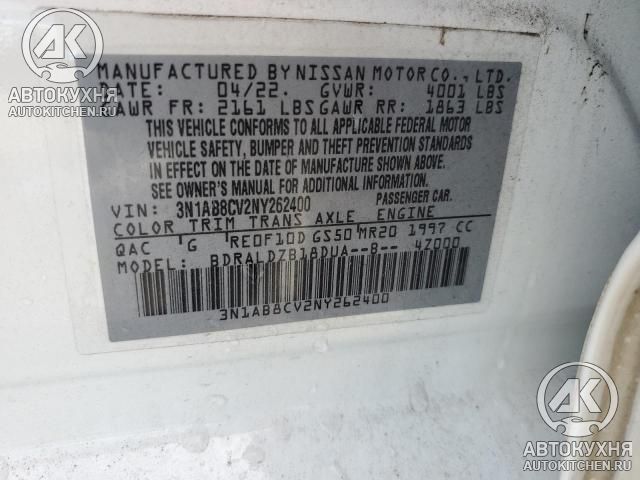 MANUFACTURED BY NISSAN MOTOR CO., LTD.
DATE: 04/22. GVWR: 4001 LBS
GAWR FR: 2161 LBS GAWR RR: 1863 LBS
THIS VEHICLE CONFORMS TO ALL APPLICABLE FEDERAL MOTOR
VEHICLE SAFETY, BUMPER AND THEFT PREVENTION STANDARDS
IN EFFECT ON THE DATE OF MANUFACTURE SHOWN ABOVE.
*SEE OWNER'S MANUAL FOR ADDITIONAL INFORMATION.
VIN: 3N1AB8CV2NY262400 PASSENGER CAR.
COLOR TRIM TRANS AXLE ENGINE
QAC G RE0F10D GS50 MR20 1997 CC
MODEL: BDRALDZB18DUA--B-- 4Z000
3N1AB8CV2NY262400
АК
АВТОКУХНЯ
AUTOKITCHEN.RU
АК
АВТОКУХНЯ
AUTOKITCHEN.RU